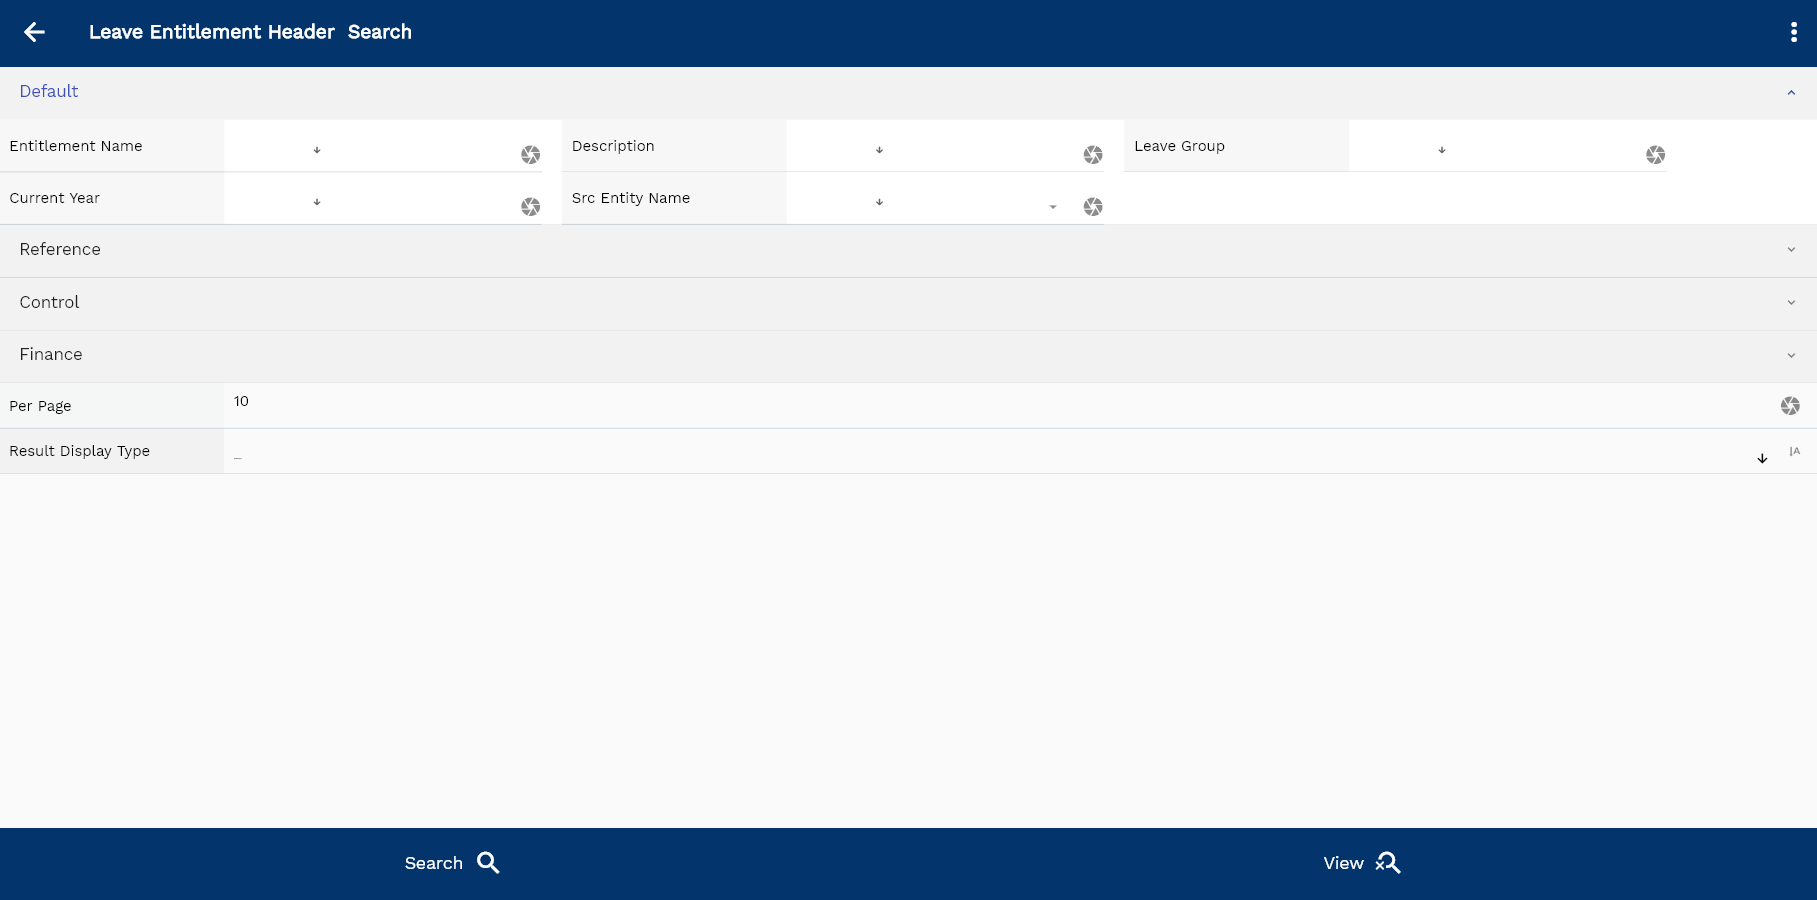 Leave Entitlement Header Search
Default
Entitlement Name
Description
Leave Group
Current Year
Src Entity Name
Reference
Control
Finance
Per Page
10
Result Display Type
_
Search
View